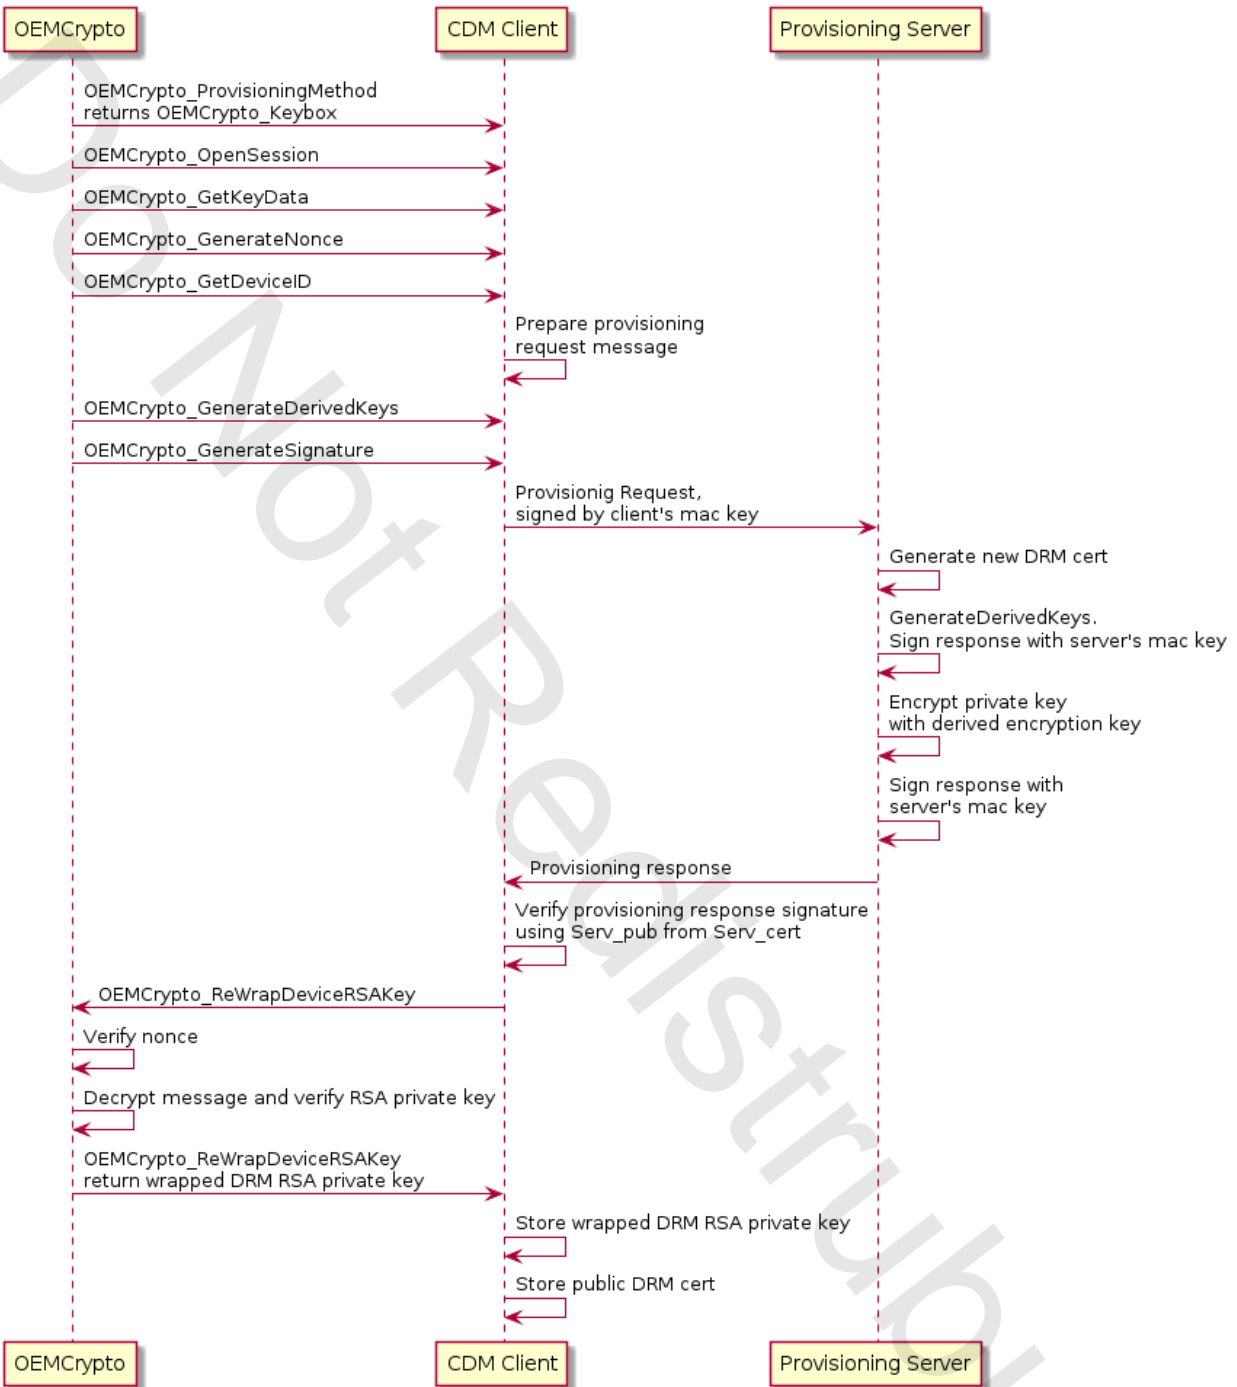 OEMCrypto
CDM Client
Provisioning Server
OEMCrypto_ProvisioningMethod
returns OEMCrypto_Keybox
OEMCrypto_OpenSession
OEMCrypto_GetKeyData
OEMCrypto_GenerateNonce
OEMCrypto_GetDeviceID
Prepare provisioning
request message
OEMCrypto_GenerateDerivedKeys
OEMCrypto_GenerateSignature
Provisionig Request,
signed by client's mac key
Generate new DRM cert
GenerateDerivedKeys.
Sign response with server's mac key
Encrypt private key
with derived encryption key
Sign response with
server's mac key
Provisioning response
Verify provisioning response signature
using Serv_pub from Serv_cert
OEMCrypto_ReWrapDeviceRSAKey
Verify nonce
Decrypt message and verify RSA private key
OEMCrypto_ReWrapDeviceRSAKey
return wrapped DRM RSA private key
Store wrapped DRM RSA private key
Store public DRM cert
OEMCrypto
CDM Client
Provisioning Server
Do Not Redistrub